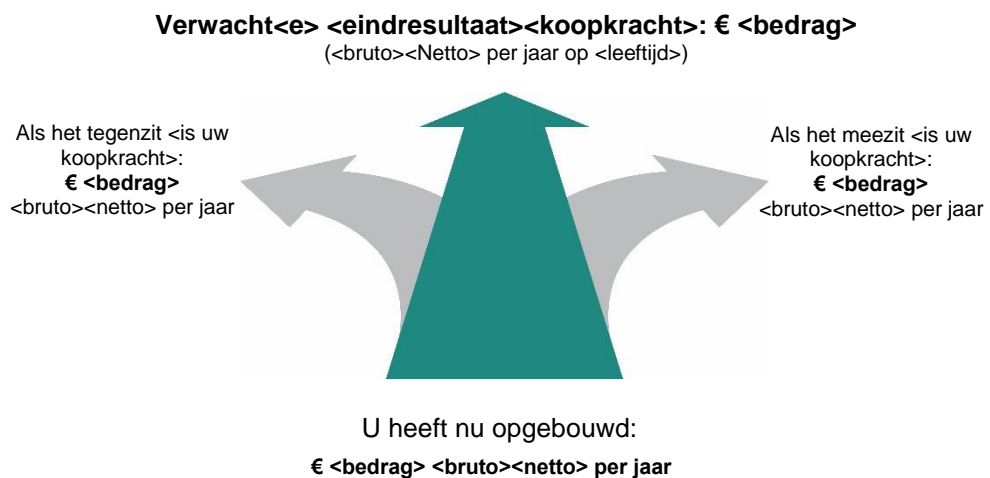 Verwacht<e> <eindresultaat><koopkracht>: € <bedrag>
(<bruto><Netto> per jaar op <leeftijd>)
Als het tegenzit <is uw
koopkracht>:
€ <bedrag>
<bruto><netto> per jaar
Als het meezit <is uw
koopkracht>:
€ <bedrag>
<bruto><netto> per jaar
U heeft nu opgebouwd:
€ <bedrag> <bruto><netto> per jaar